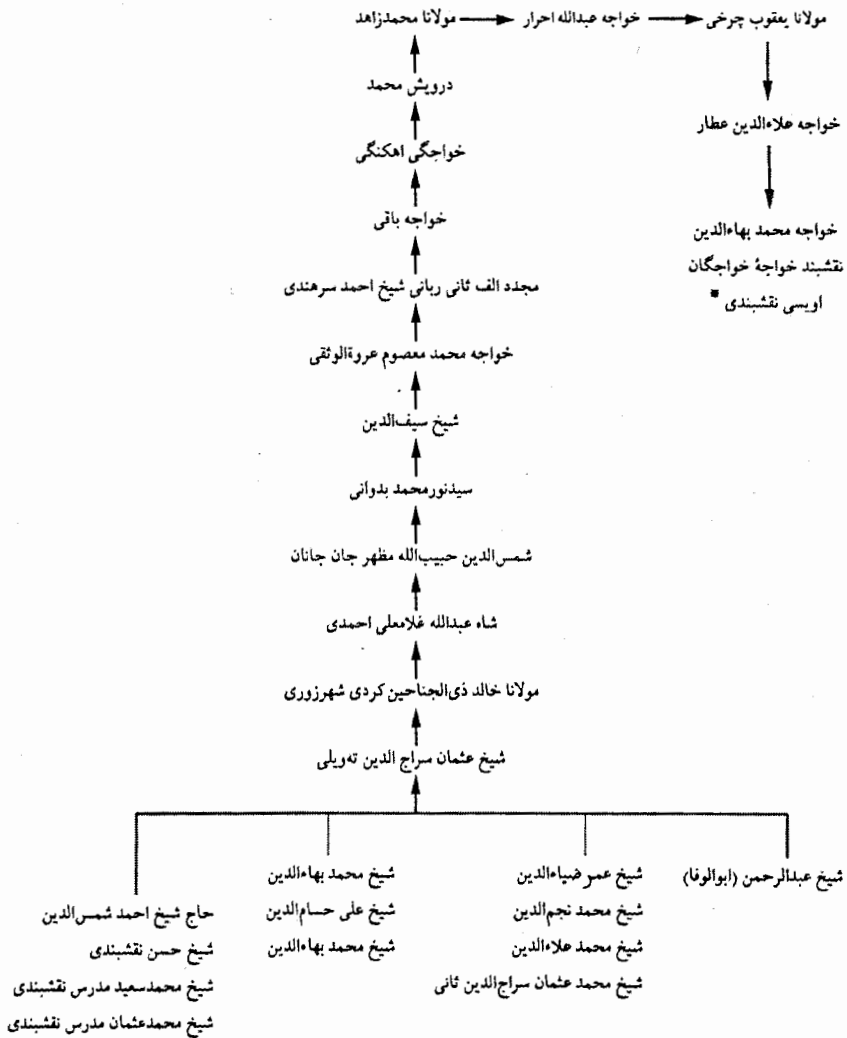 مولانا یعقوب چرخی
خواجه عبدالله احرار
مولانا محمدزاهد
خواجه علاءالدین عطار
خواجه محمد بهاءالدین
نقشبند خواجهٔ خواجگان
اویسی نقشبندی *
درویش محمد
خواجگی اهکنگی
خواجه باقی
مجدد الف ثانی ربانی شیخ احمد سرهندی
خواجه محمد معصوم عروةالوثقی
شیخ سیف‌الدین
سیدنورمحمد بدوانی
شمس‌الدین حبیب‌الله مظهر جان جانان
شاه عبدالله غلامعلی احمدی
مولانا خالد ذی‌الجناحین کردی شهرزوری
شیخ عثمان سراج الدین ته‌ویلی
شیخ عبدالرحمن (ابوالوفا)
شیخ عمر ضیاءالدین
شیخ محمد نجم‌الدین
شیخ محمد علاءالدین
شیخ محمد عثمان سراج‌الدین ثانی
شیخ محمد بهاءالدین
شیخ علی حسام‌الدین
شیخ محمد بهاءالدین
حاج شیخ احمد شمس‌الدین
شیخ حسن نقشبندی
شیخ محمدسعید مدرس نقشبندی
شیخ محمدعثمان مدرس نقشبندی